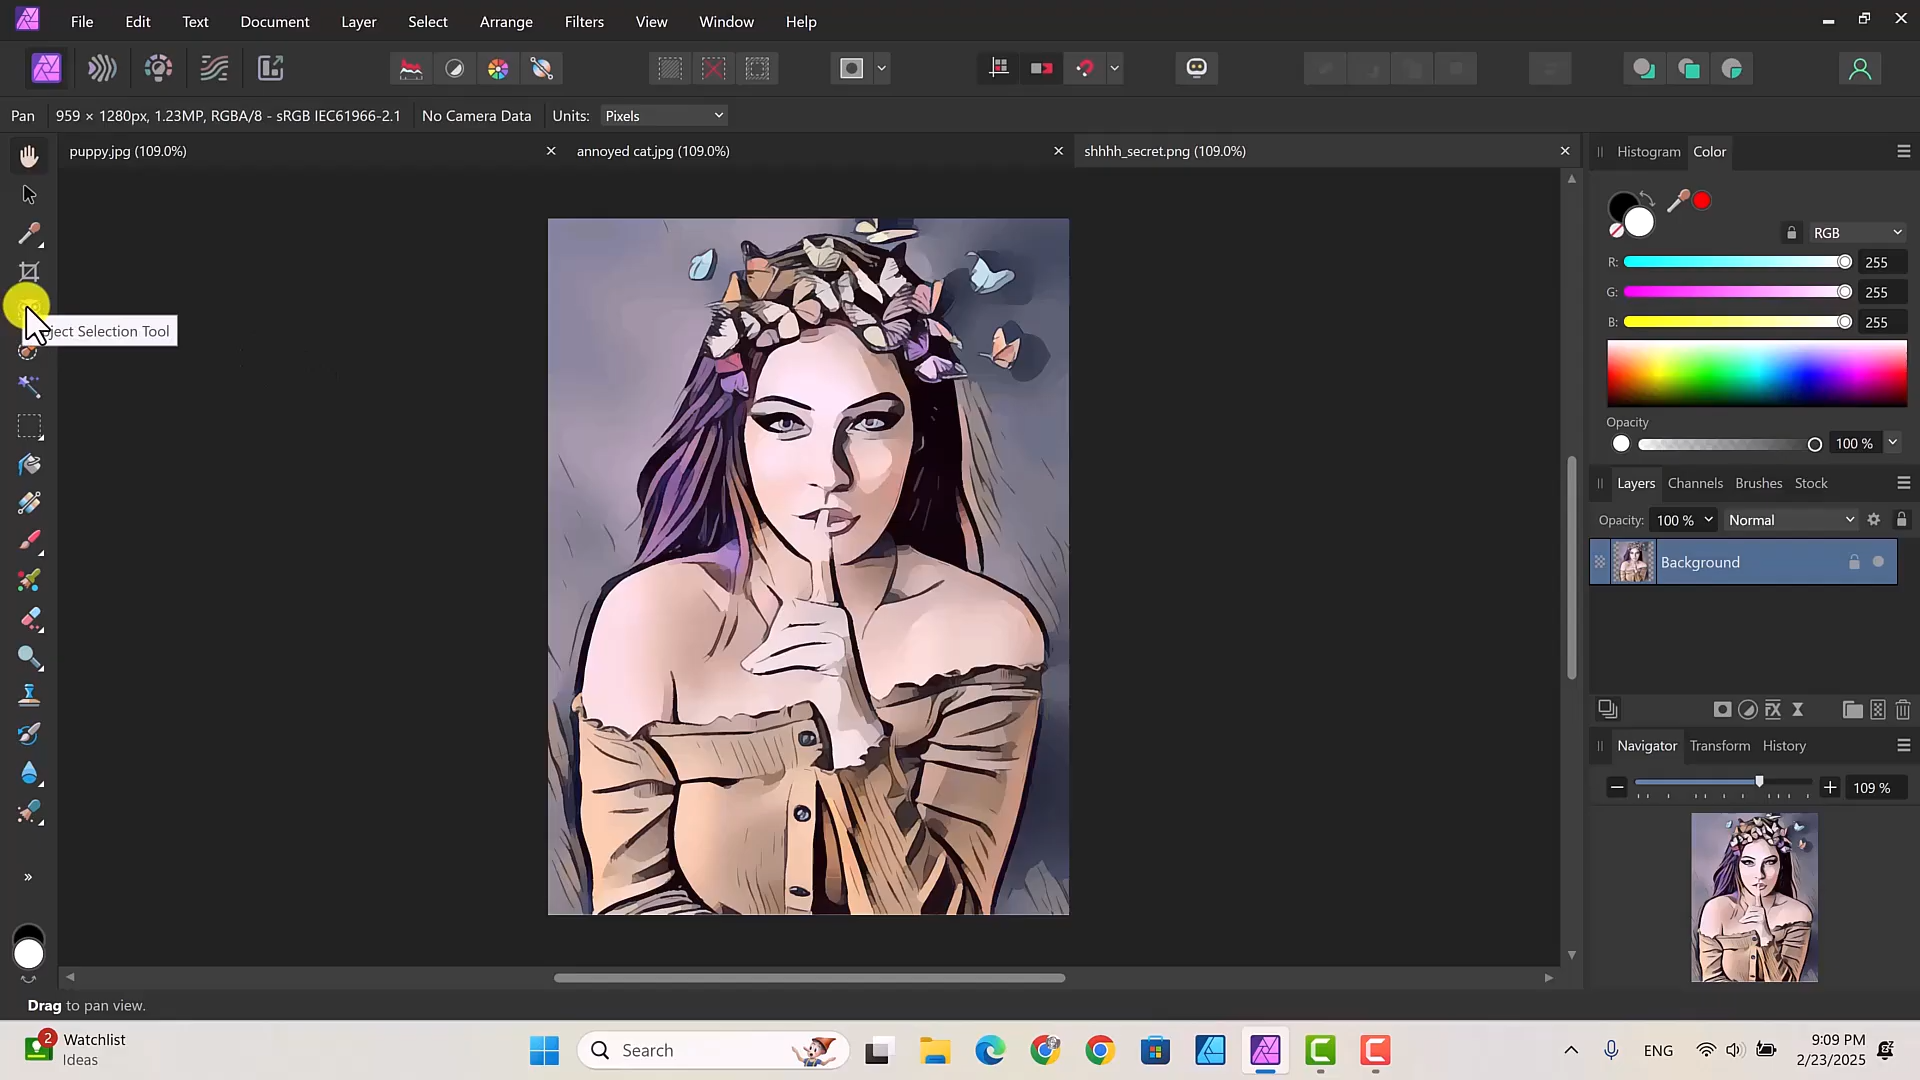 File Edit Text Document Layer Select Arrange Filters View Window Help
Pan 959 × 1280px, 1.23MP, RGBA/8 - sRGB IEC61966-2.1 No Camera Data Units: Pixels
puppy.jpg (109.0%) annoyed cat.jpg (109.0%) shhhh_secret.png (109.0%)
Histogram Color
RGB
R: 255
G: 255
B: 255
Selection Tool
Opacity
100 %
Layers Channels Brushes Stock
Opacity: 100 % Normal
Background
FX
Navigator Transform History
109 %
Drag to pan view.
2 Watchlist
Ideas
Search
ENG
9:09 PM
2/23/2025